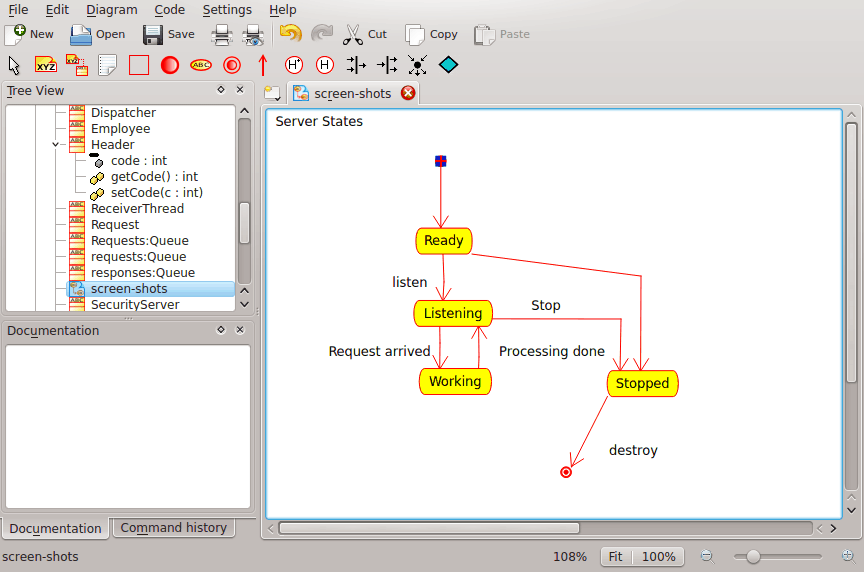 File Edit Diagram Code Settings Help
New Open Save Cut Copy Paste
XYZ XYZ ABC H* H
Tree View
screen-shots
Dispatcher
Employee
Header
code : int
getCode() : int
setCode(c : int)
ReceiverThread
Request
Requests:Queue
requests:Queue
responses:Queue
screen-shots
SecurityServer
Documentation
Documentation Command history
Server States
Ready
listen
Listening
Stop
Request arrived
Processing done
Working
Stopped
destroy
screen-shots
108% Fit 100%